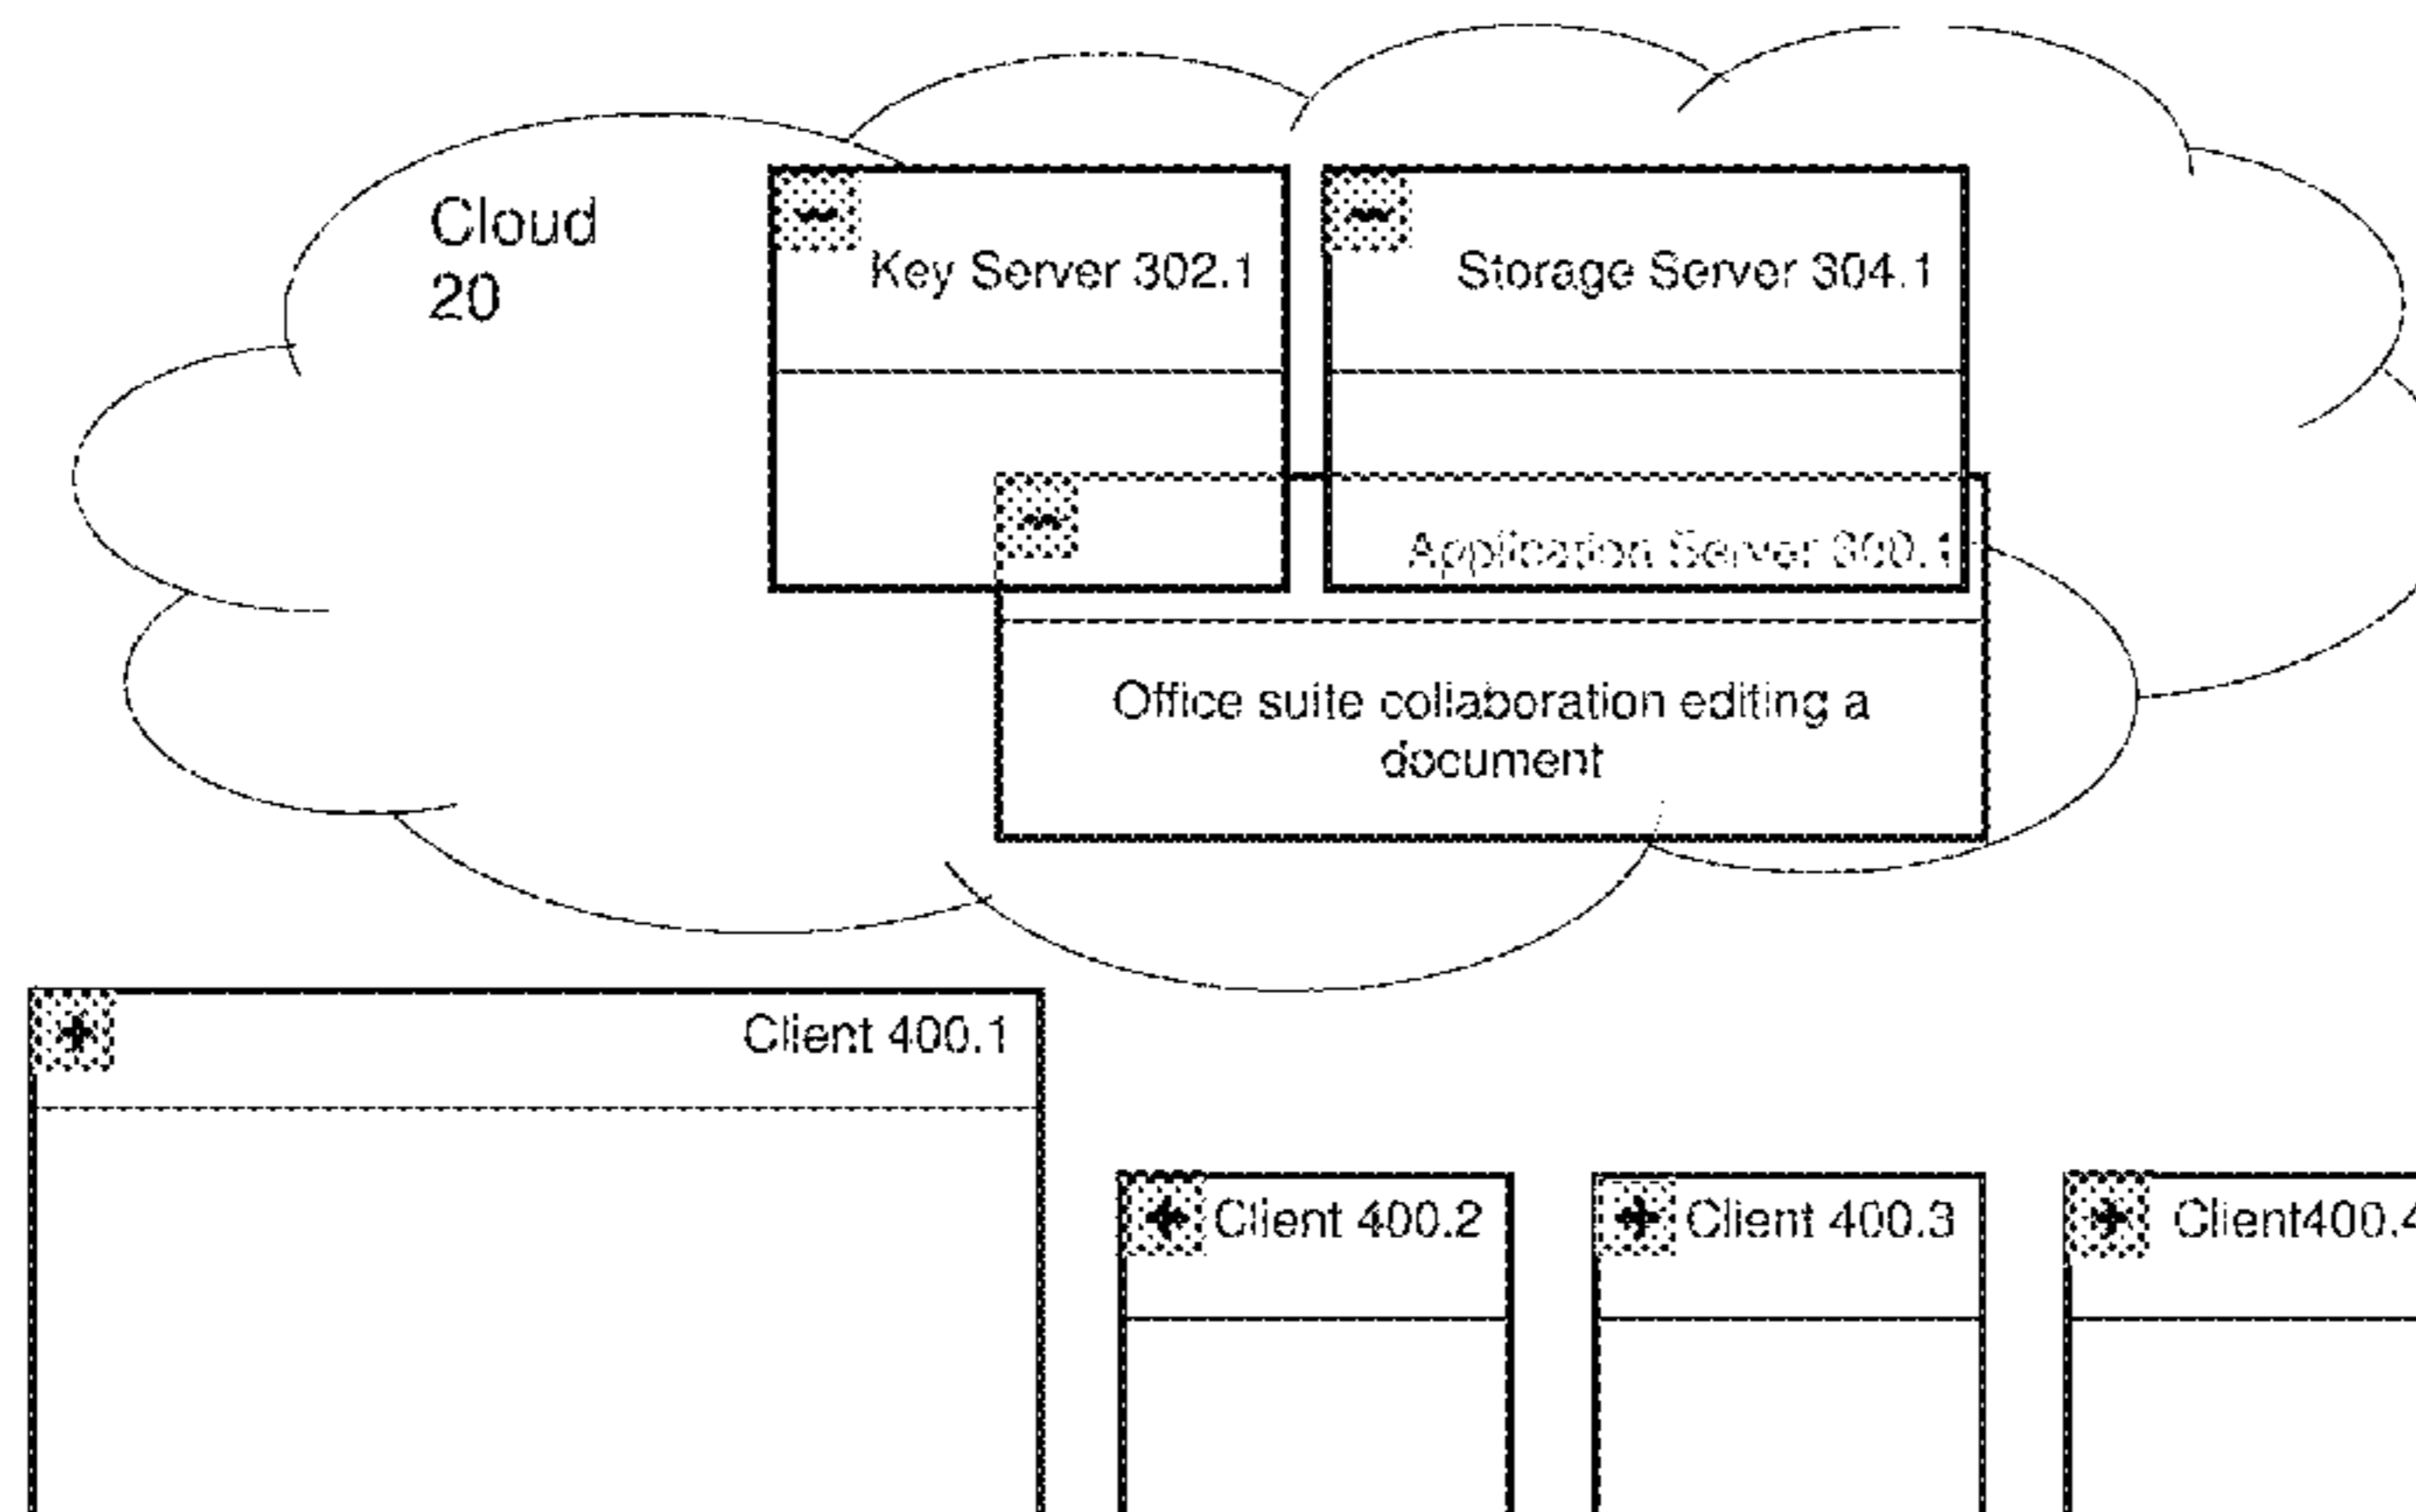 Cloud
20
Key Server 302.1
Storage Server 304.1
Application Server 300.1
Office suite collaboration editing a
document
Client 400.1
Client 400.2
Client 400.3
Client400.4